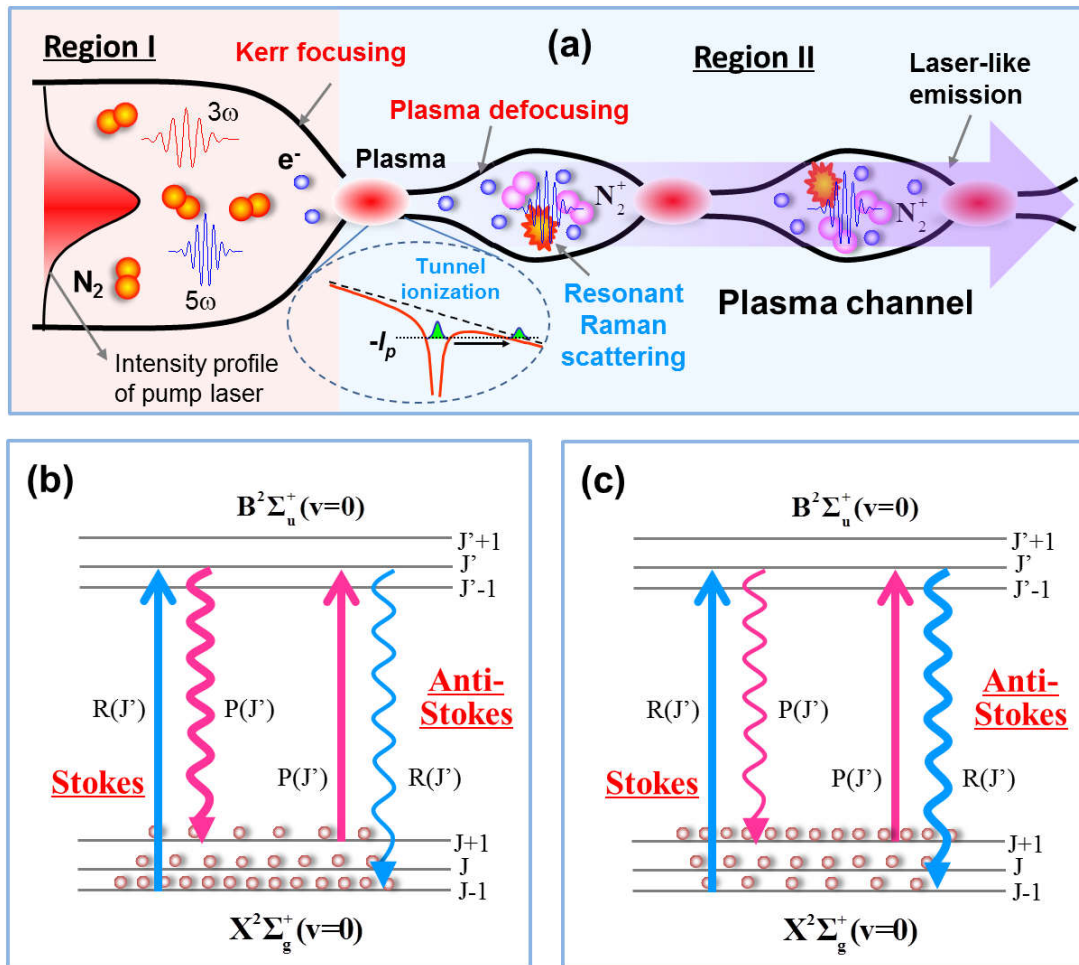 Region I
Kerr focusing
(a)
Region II
Laser-like
emission
3ω
Plasma defocusing
e⁻
Plasma
N₂⁺
N₂⁺
N₂
5ω
Tunnel
ionization
Resonant
Raman
scattering
Plasma channel
-Iₚ
Intensity profile
of pump laser
(b)
B²Σᵤ⁺(v=0)
J'+1
J'
J'-1
R(J')
P(J')
Anti-
Stokes
P(J')
R(J')
Stokes
J+1
J
J-1
X²Σg⁺(v=0)
(c)
B²Σᵤ⁺(v=0)
J'+1
J'
J'-1
R(J')
P(J')
Anti-
Stokes
P(J')
R(J')
Stokes
J+1
J
J-1
X²Σg⁺(v=0)